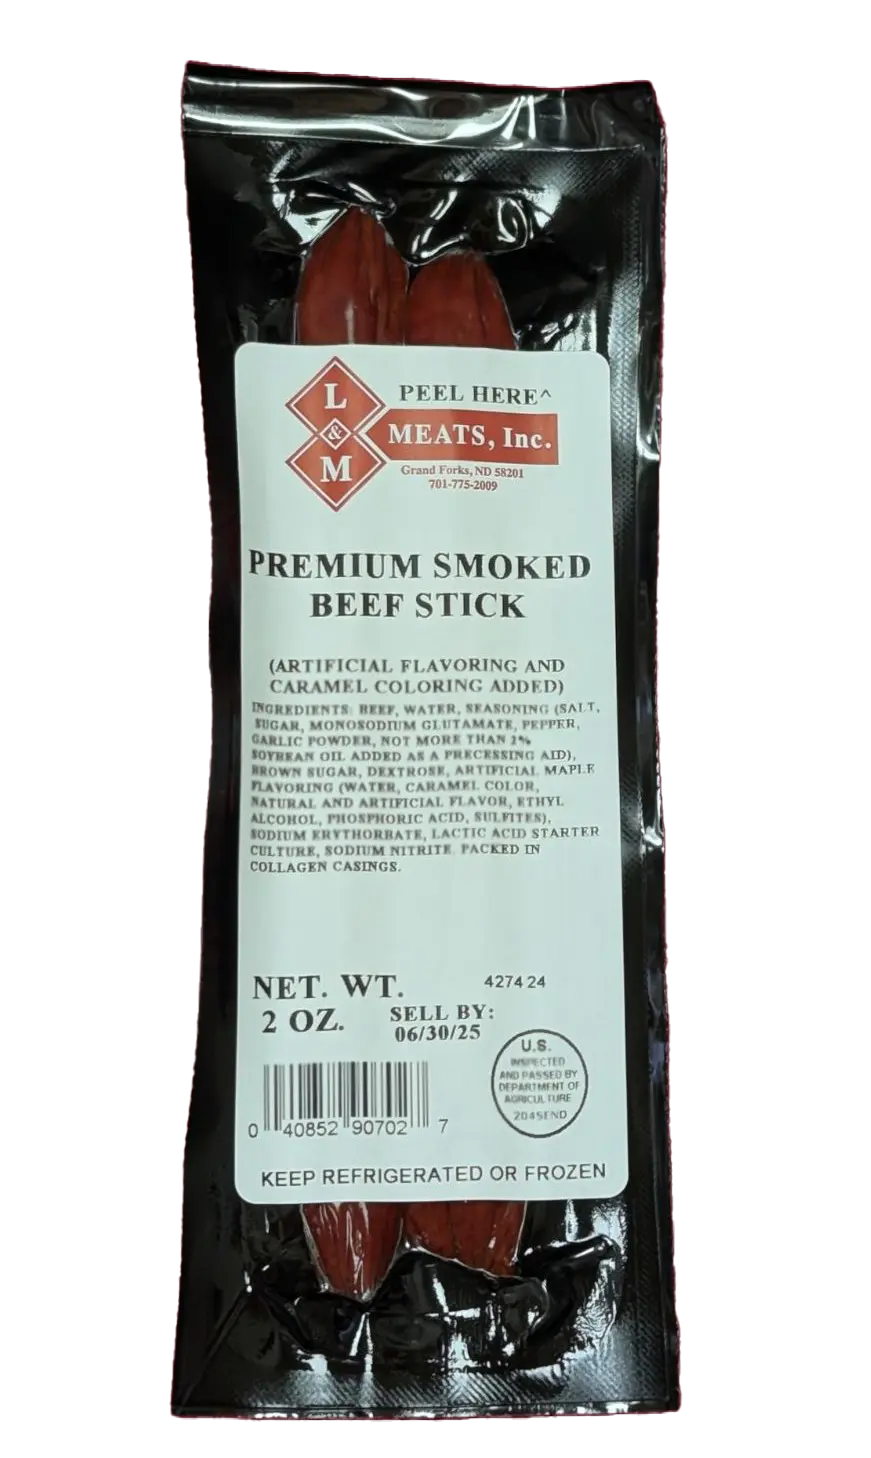 L
&
M
PEEL HERE^
MEATS, Inc.
Grand Forks, ND 58201
701-775-2009
PREMIUM SMOKED
BEEF STICK
(ARTIFICIAL FLAVORING AND
CARAMEL COLORING ADDED)
INGREDIENTS: BEEF, WATER, SEASONING (SALT,
SUGAR, MONOSODIUM GLUTAMATE, PEPPER,
GARLIC POWDER, NOT MORE THAN 2%
SOYBEAN OIL ADDED AS A PRECESSING AID),
BROWN SUGAR, DEXTROSE, ARTIFICIAL MAPLE
FLAVORING (WATER, CARAMEL COLOR,
NATURAL AND ARTIFICIAL FLAVOR, ETHYL
ALCOHOL, PHOSPHORIC ACID, SULFITES),
SODIUM ERYTHORBATE, LACTIC ACID STARTER
CULTURE, SODIUM NITRITE. PACKED IN
COLLAGEN CASINGS.
NET. WT.
2 OZ.
427424
SELL BY:
06/30/25
U.S.
INSPECTED
AND PASSED BY
DEPARTMENT OF
AGRICULTURE
2045END
0 40852 90702 7
KEEP REFRIGERATED OR FROZEN